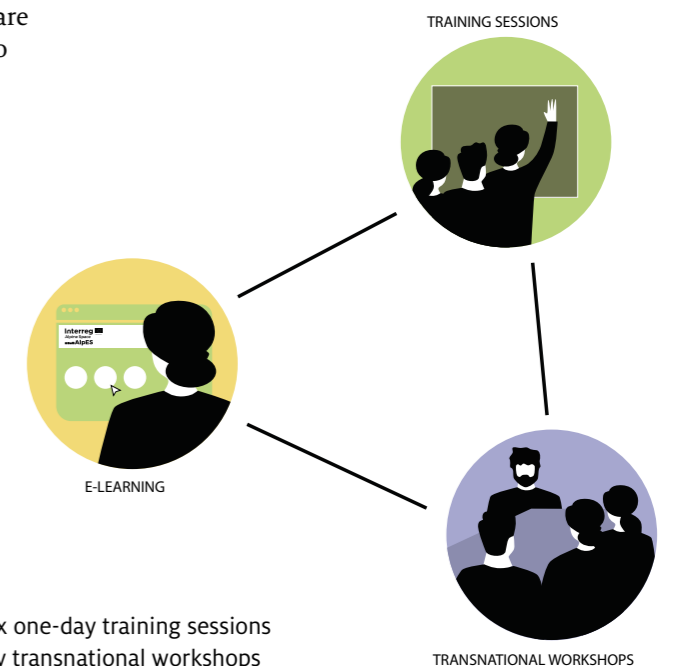 are
TRAINING SESSIONS
Interreg
Alpine Space
AlpES
E-LEARNING
x one-day training sessions
transnational workshops
TRANSNATIONAL WORKSHOPS